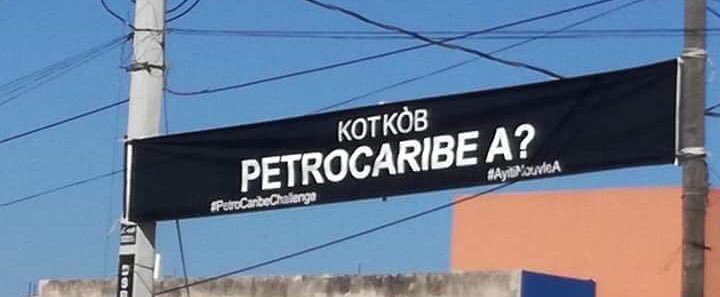 KOT KÒB
PETROCARIBE A?
#PetroCaribeChallenge
#AyitiNouvleA